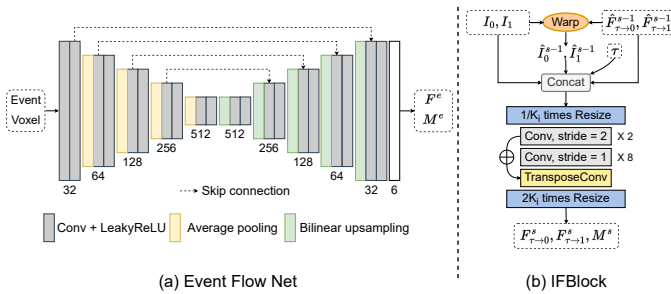 Event
Voxel
32
64
128
256
512
512
256
128
64
32
6
F^e
M^e
Skip connection
Conv + LeakyReLU
Average pooling
Bilinear upsampling
(a) Event Flow Net
I_0, I_1
Warp
F̂^{s−1}_{τ→0}, F̂^{s−1}_{τ→1}
Î^{s−1}_0 Î^{s−1}_1
τ
Concat
1/K_i times Resize
Conv, stride = 2 X 2
Conv, stride = 1 X 8
TransposeConv
2K_i times Resize
F^s_{τ→0}, F^s_{τ→1}, M^s
(b) IFBlock